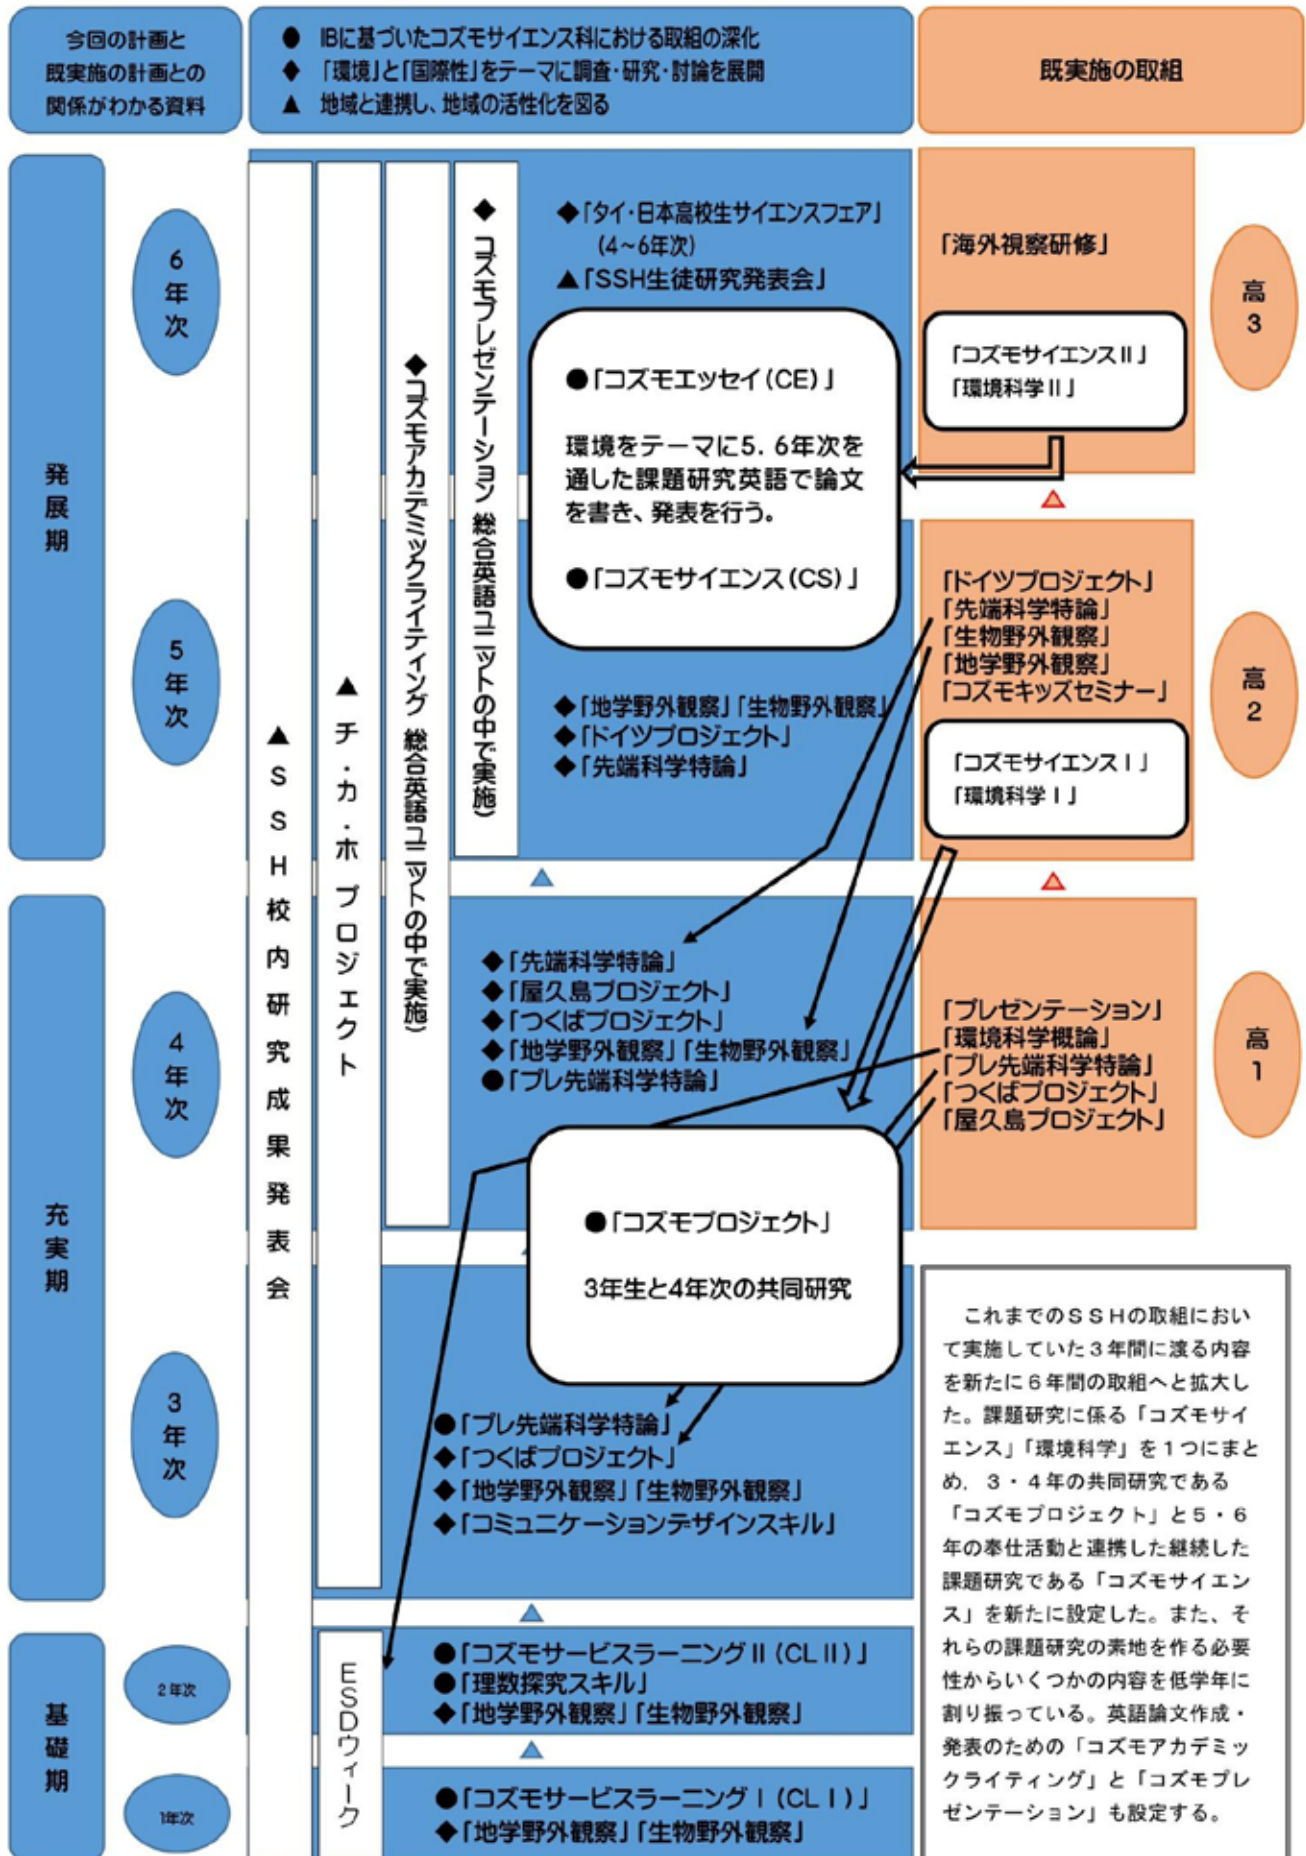 今回の計画と
既実施の計画との
関係がわかる資料
● IBに基づいたコズモサイエンス科における取組の深化
◆ 「環境」と「国際性」をテーマに調査・研究・討論を展開
▲ 地域と連携し、地域の活性化を図る
既実施の取組
発展期
6年次
5年次
充実期
4年次
3年次
基礎期
2年次
1年次
▲SSH校内研究成果発表会
▲チ・カ・ホプロジェクト
ESDウィーク
◆コズモアカデミックライティング 総合英語ユニットの中で実施)
◆コズモプレゼンテーション 総合英語ユニットの中で実施)
◆「タイ・日本高校生サイエンスフェア」
(4~6年次)
▲「SSH生徒研究発表会」
●「コズモエッセイ(CE)」
環境をテーマに5．6年次を
通した課題研究英語で論文
を書き、発表を行う。
●「コズモサイエンス(CS)」
◆「地学野外観察」「生物野外観察」
◆「ドイツプロジェクト」
◆「先端科学特論」
◆「先端科学特論」
◆「屋久島プロジェクト」
◆「つくばプロジェクト」
◆「地学野外観察」「生物野外観察」
●「プレ先端科学特論」
●「コズモプロジェクト」
3年生と4年次の共同研究
●「プレ先端科学特論」
◆「つくばプロジェクト」
◆「地学野外観察」「生物野外観察」
◆「コミュニケーションデザインスキル」
●「コズモサービスラーニングⅡ(CLⅡ)」
●「理数探究スキル」
◆「地学野外観察」「生物野外観察」
●「コズモサービスラーニングⅠ(CLⅠ)」
◆「地学野外観察」「生物野外観察」
「海外視察研修」
「コズモサイエンスⅡ」
「環境科学Ⅱ」
高3
「ドイツプロジェクト」
「先端科学特論」
「生物野外観察」
「地学野外観察」
「コズモキッズセミナー」
「コズモサイエンスⅠ」
「環境科学Ⅰ」
高2
「プレゼンテーション」
「環境科学概論」
「プレ先端科学特論」
「つくばプロジェクト」
「屋久島プロジェクト」
高1
これまでのＳＳＨの取組におい
て実施していた３年間に渡る内容
を新たに６年間の取組へと拡大し
た。課題研究に係る「コズモサイ
エンス」「環境科学」を１つにまと
め，３・４年の共同研究である
「コズモプロジェクト」と５・６
年の奉仕活動と連携した継続した
課題研究である「コズモサイエン
ス」を新たに設定した。また、そ
れらの課題研究の素地を作る必要
性からいくつかの内容を低学年に
割り振っている。英語論文作成・
発表のための「コズモアカデミッ
クライティング」と「コズモプレ
ゼンテーション」も設定する。